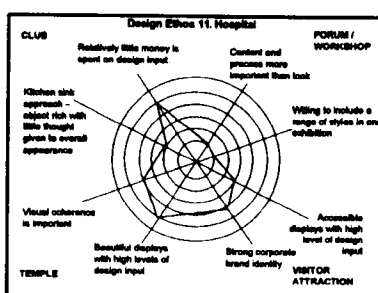 Design Ethos 11. Hospital
CLUB
FORUM /
WORKSHOP
Relatively little money is
spent on design input
Content and
process more
important than look
Kitchen sink
approach –
object rich with
little thought
given to overall
appearance
Willing to include a
range of styles in one
exhibition
Visual coherence
is important
Accessible
displays with high
level of design
input
Beautiful displays
with high levels of
design input
Strong corporate
brand identity
TEMPLE
VISITOR
ATTRACTION